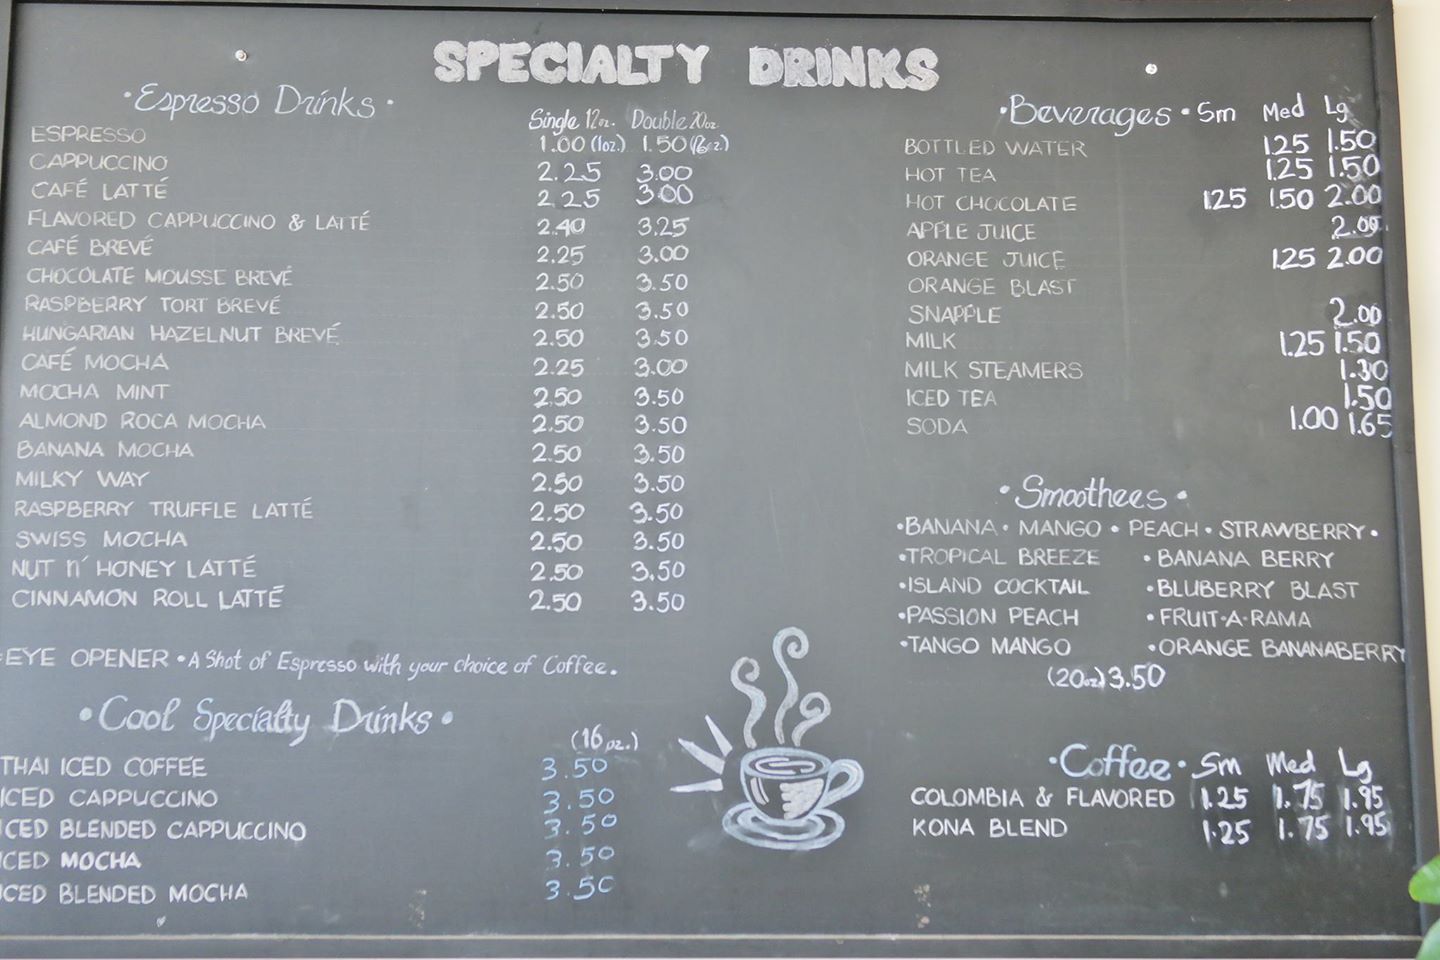 SPECIALTY DRINKS
• Espresso Drinks •
Single 12oz. Double 20oz
ESPRESSO 1.00 (1oz.) 1.50 (2oz.)
CAPPUCCINO 2.25 3.00
CAFÉ LATTÉ 2.25 3.00
FLAVORED CAPPUCCINO & LATTÉ 2.40 3.25
CAFÉ BREVÉ 2.25 3.00
CHOCOLATE MOUSSE BREVÉ 2.50 3.50
RASPBERRY TORT BREVÉ 2.50 3.50
HUNGARIAN HAZELNUT BREVÉ 2.50 3.50
CAFÉ MOCHA 2.25 3.00
MOCHA MINT 2.50 3.50
ALMOND ROCA MOCHA 2.50 3.50
BANANA MOCHA 2.50 3.50
MILKY WAY 2.50 3.50
RASPBERRY TRUFFLE LATTÉ 2.50 3.50
SWISS MOCHA 2.50 3.50
NUT n' HONEY LATTÉ 2.50 3.50
CINNAMON ROLL LATTÉ 2.50 3.50
• EYE OPENER • A Shot of Espresso with your choice of Coffee.
• Cool Specialty Drinks •
(16 oz.)
THAI ICED COFFEE 3.50
ICED CAPPUCCINO 3.50
ICED BLENDED CAPPUCCINO 3.50
ICED MOCHA 3.50
ICED BLENDED MOCHA 3.50
• Beverages • Sm Med Lg
BOTTLED WATER 1.25 1.50
HOT TEA 1.25 1.50
HOT CHOCOLATE 1.25 1.50 2.00
APPLE JUICE 2.00
ORANGE JUICE 1.25 2.00
ORANGE BLAST
SNAPPLE 2.00
MILK 1.25 1.50
MILK STEAMERS 1.30
ICED TEA 1.50
SODA 1.00 1.65
• Smoothees •
• BANANA • MANGO • PEACH • STRAWBERRY •
• TROPICAL BREEZE • BANANA BERRY
• ISLAND COCKTAIL • BLUBERRY BLAST
• PASSION PEACH • FRUIT-A-RAMA
• TANGO MANGO • ORANGE BANANABERRY
(20oz) 3.50
• Coffee • Sm Med Lg
COLOMBIA & FLAVORED 1.25 1.75 1.95
KONA BLEND 1.25 1.75 1.95